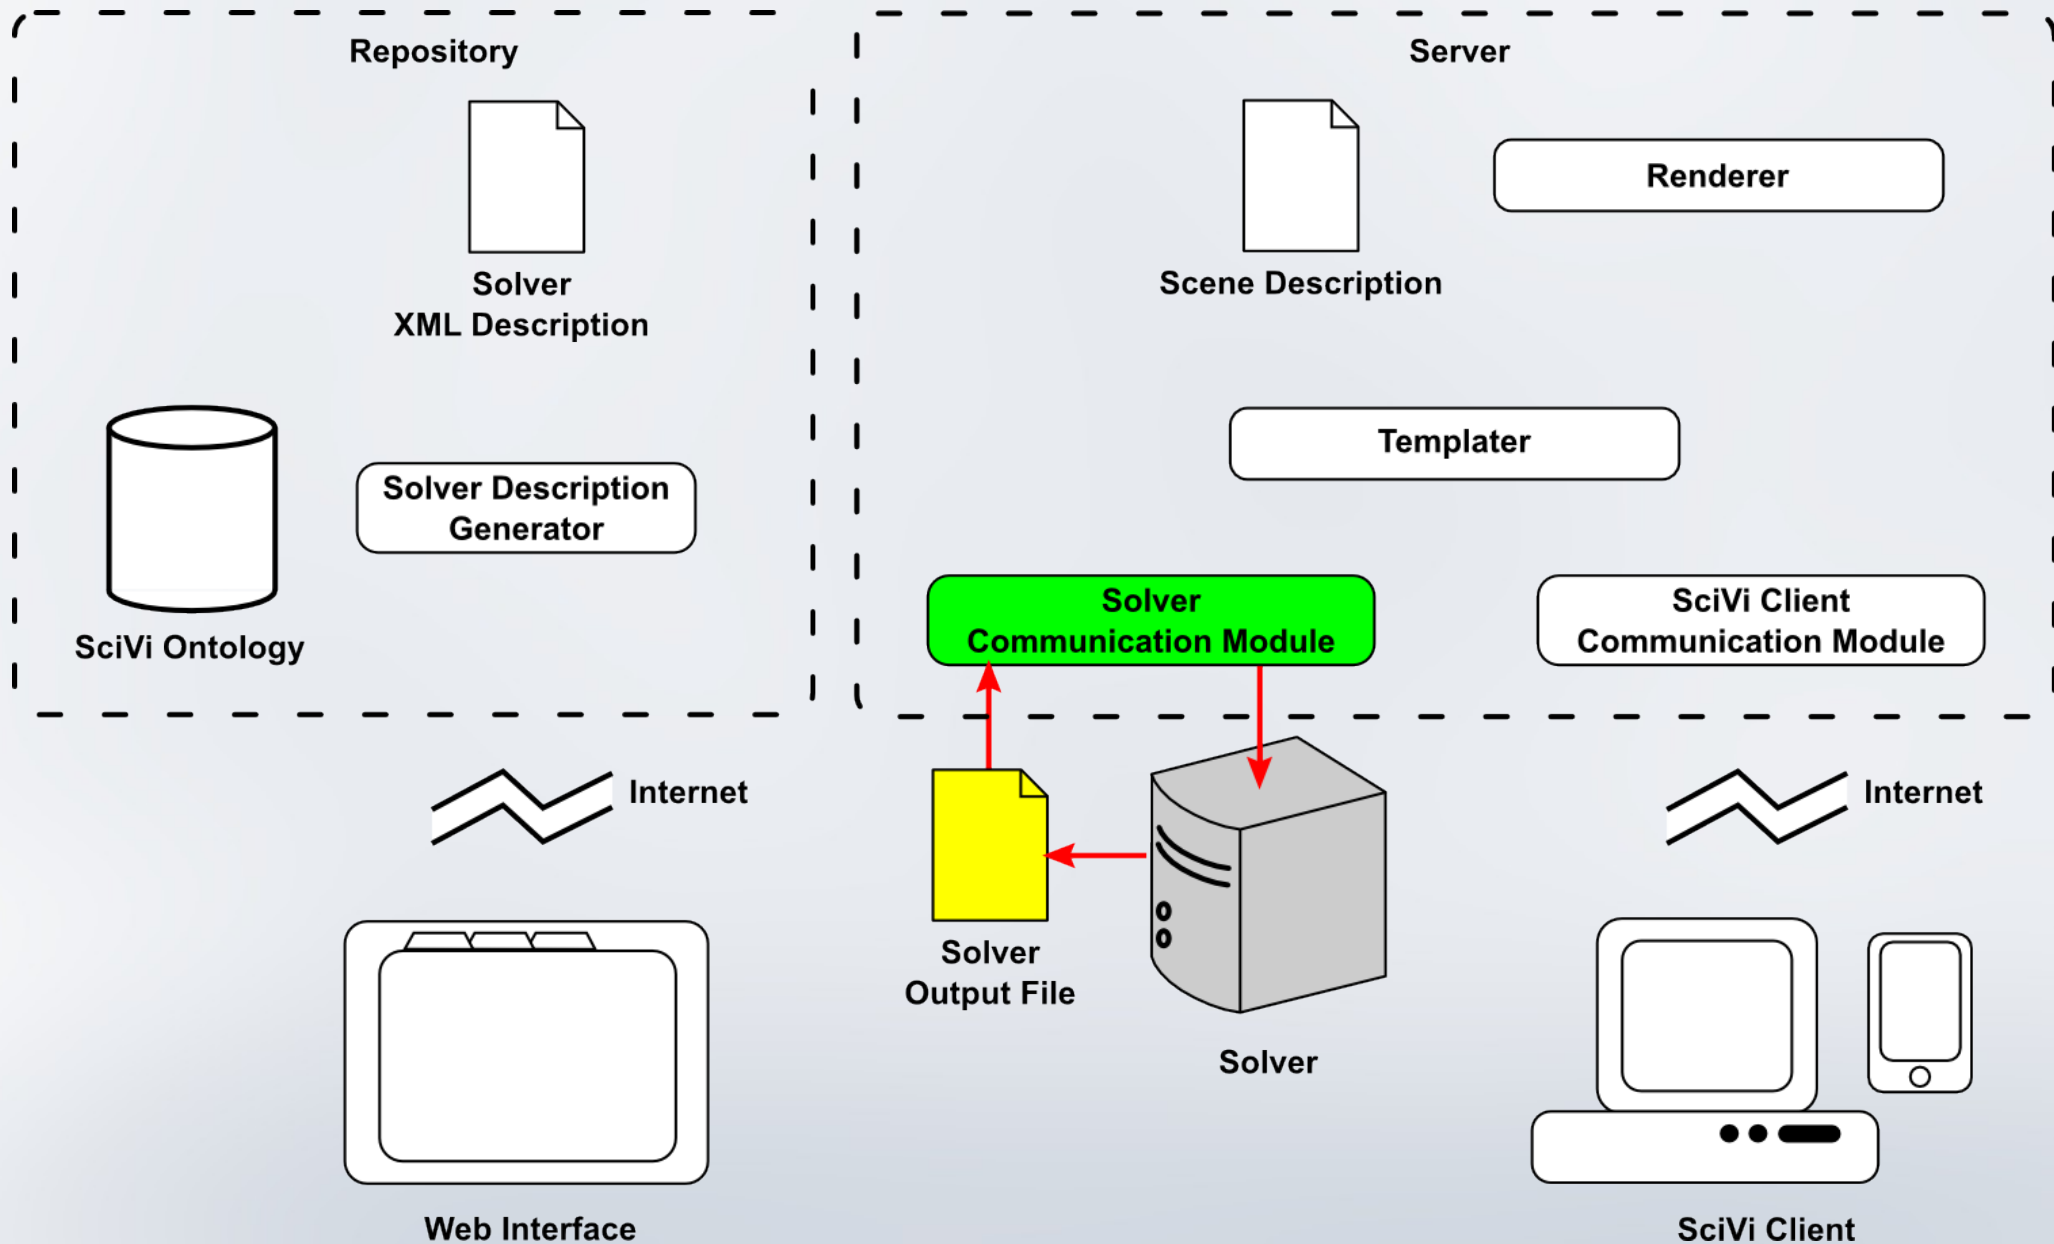 Repository
Solver
XML Description
SciVi Ontology
Solver Description
Generator
Server
Scene Description
Renderer
Templater
Solver
Communication Module
SciVi Client
Communication Module
Internet
Web Interface
Solver
Output File
Solver
Internet
SciVi Client